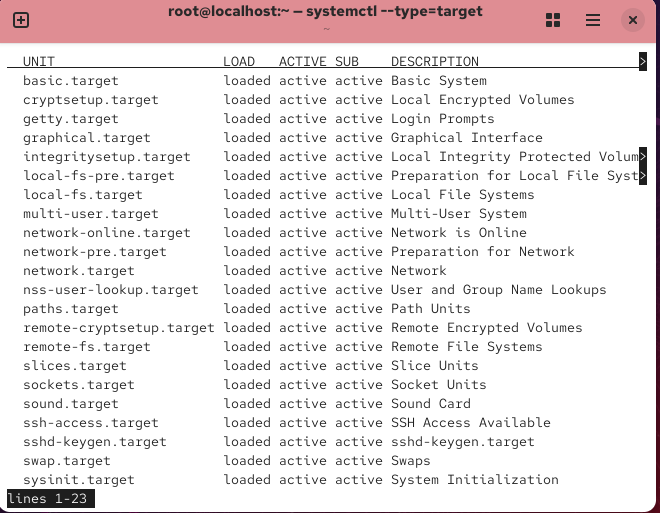 root@localhost:~ — systemctl --type=target
~
UNIT LOAD ACTIVE SUB DESCRIPTION >
basic.target loaded active active Basic System
cryptsetup.target loaded active active Local Encrypted Volumes
getty.target loaded active active Login Prompts
graphical.target loaded active active Graphical Interface
integritysetup.target loaded active active Local Integrity Protected Volum>
local-fs-pre.target loaded active active Preparation for Local File Syst>
local-fs.target loaded active active Local File Systems
multi-user.target loaded active active Multi-User System
network-online.target loaded active active Network is Online
network-pre.target loaded active active Preparation for Network
network.target loaded active active Network
nss-user-lookup.target loaded active active User and Group Name Lookups
paths.target loaded active active Path Units
remote-cryptsetup.target loaded active active Remote Encrypted Volumes
remote-fs.target loaded active active Remote File Systems
slices.target loaded active active Slice Units
sockets.target loaded active active Socket Units
sound.target loaded active active Sound Card
ssh-access.target loaded active active SSH Access Available
sshd-keygen.target loaded active active sshd-keygen.target
swap.target loaded active active Swaps
sysinit.target loaded active active System Initialization
lines 1-23